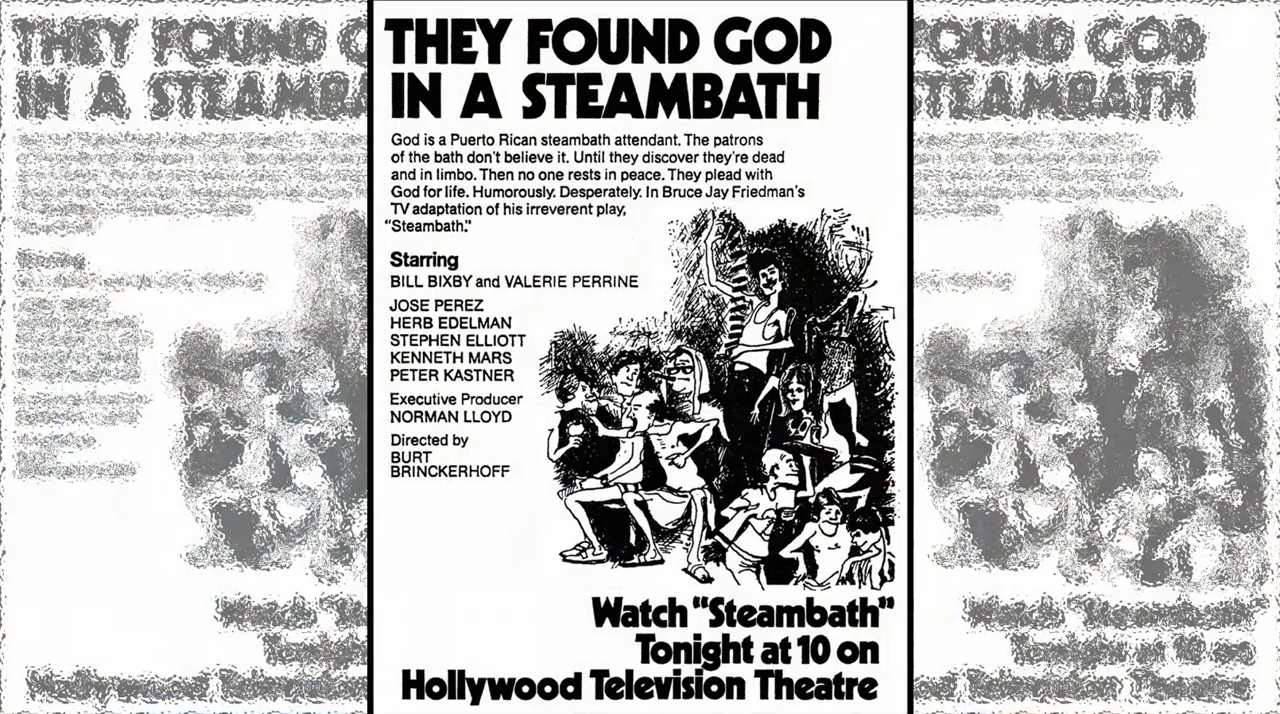 THEY FOUND GOD
IN A STEAMBATH
God is a Puerto Rican steambath attendant. The patrons
of the bath don't believe it. Until they discover they're dead
and in limbo. Then no one rests in peace. They plead with
God for life. Humorously. Desperately. In Bruce Jay Friedman's
TV adaptation of his irreverent play,
"Steambath."
Starring
BILL BIXBY and VALERIE PERRINE
JOSE PEREZ
HERB EDELMAN
STEPHEN ELLIOTT
KENNETH MARS
PETER KASTNER
Executive Producer
NORMAN LLOYD
Directed by
BURT
BRINCKERHOFF
Watch "Steambath"
Tonight at 10 on
Hollywood Television Theatre